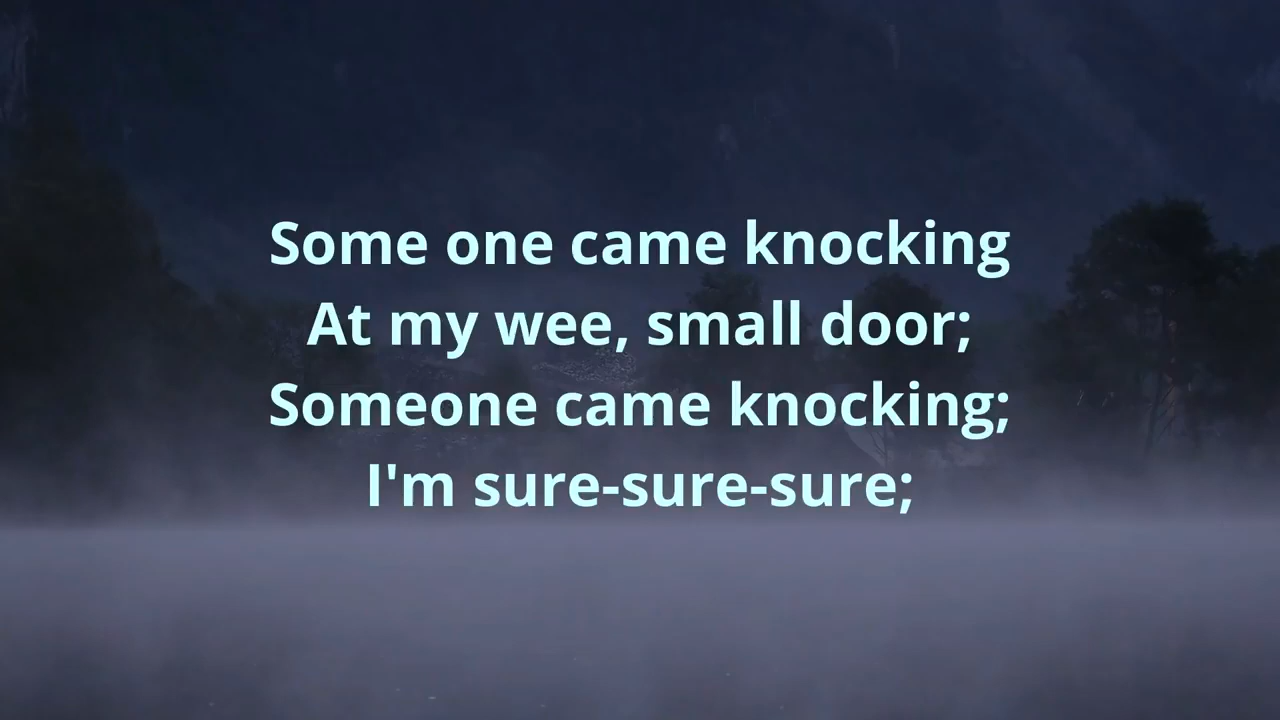 Some one came knocking
At my wee, small door;
Someone came knocking;
I'm sure-sure-sure;